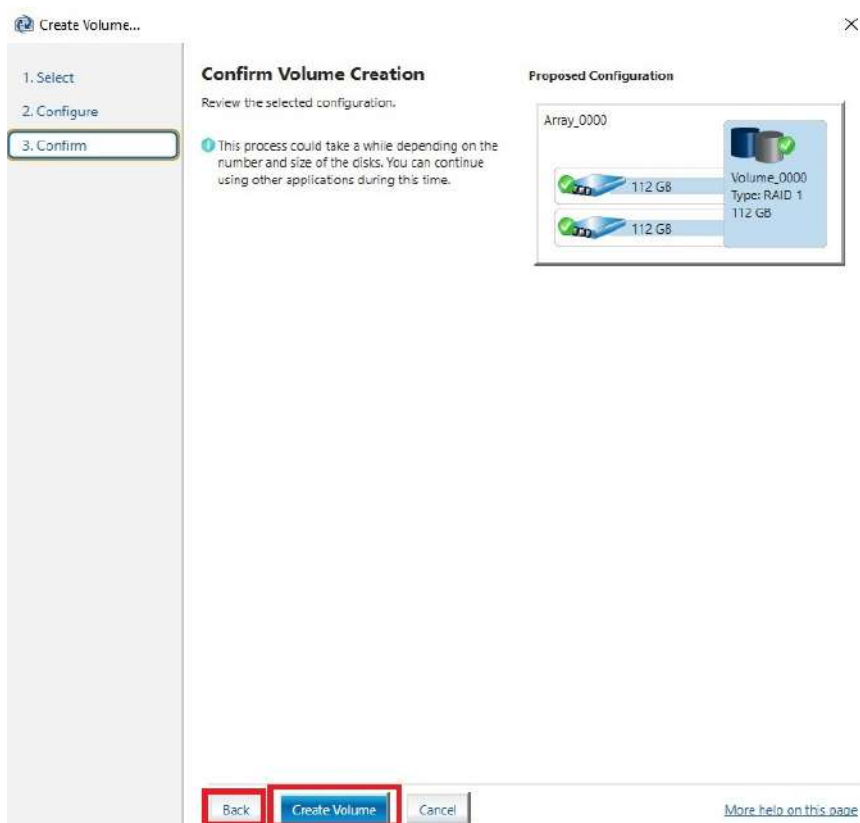 Create Volume...
1. Select
2. Configure
3. Confirm
Confirm Volume Creation
Review the selected configuration.
This process could take a while depending on the
number and size of the disks. You can continue
using other applications during this time.
Proposed Configuration
Array_0000
112 GB
112 GB
Volume_0000
Type: RAID 1
112 GB
Back
Create Volume
Cancel
More help on this page